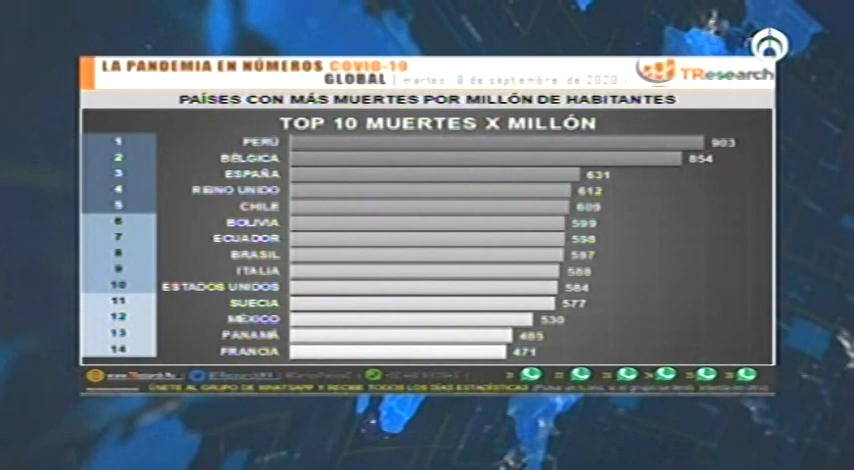 LA PANDEMIA EN NÚMEROS COVID-19
GLOBAL | martes 8 de septiembre de 2020
TResearch
PAÍSES CON MÁS MUERTES POR MILLÓN DE HABITANTES
TOP 10 MUERTES X MILLÓN
1 PERÚ 903
2 BÉLGICA 854
3 ESPAÑA 631
4 REINO UNIDO 612
5 CHILE 609
6 BOLIVIA 599
7 ECUADOR 598
8 BRASIL 597
9 ITALIA 588
10 ESTADOS UNIDOS 584
11 SUECIA 577
12 MÉXICO 530
13 PANAMÁ 485
14 FRANCIA 471
ÚNETE AL GRUPO DE WHATSAPP Y RECIBE TODOS LOS DÍAS ESTADÍSTICAS